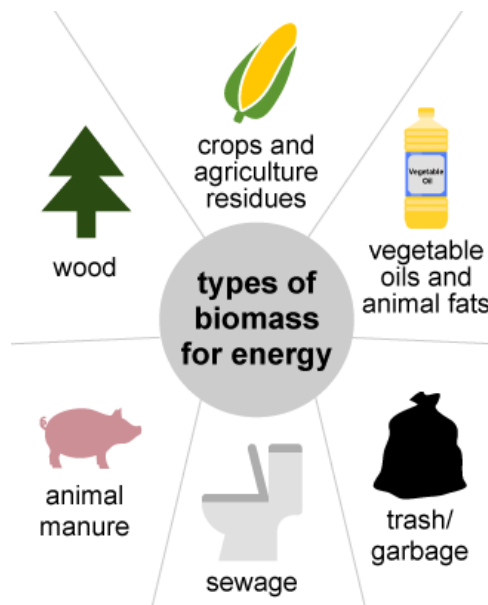 crops and
agriculture
residues
Vegetable
Oil
wood
vegetable
oils and
animal fats
types of
biomass
for energy
animal
manure
sewage
trash/
garbage